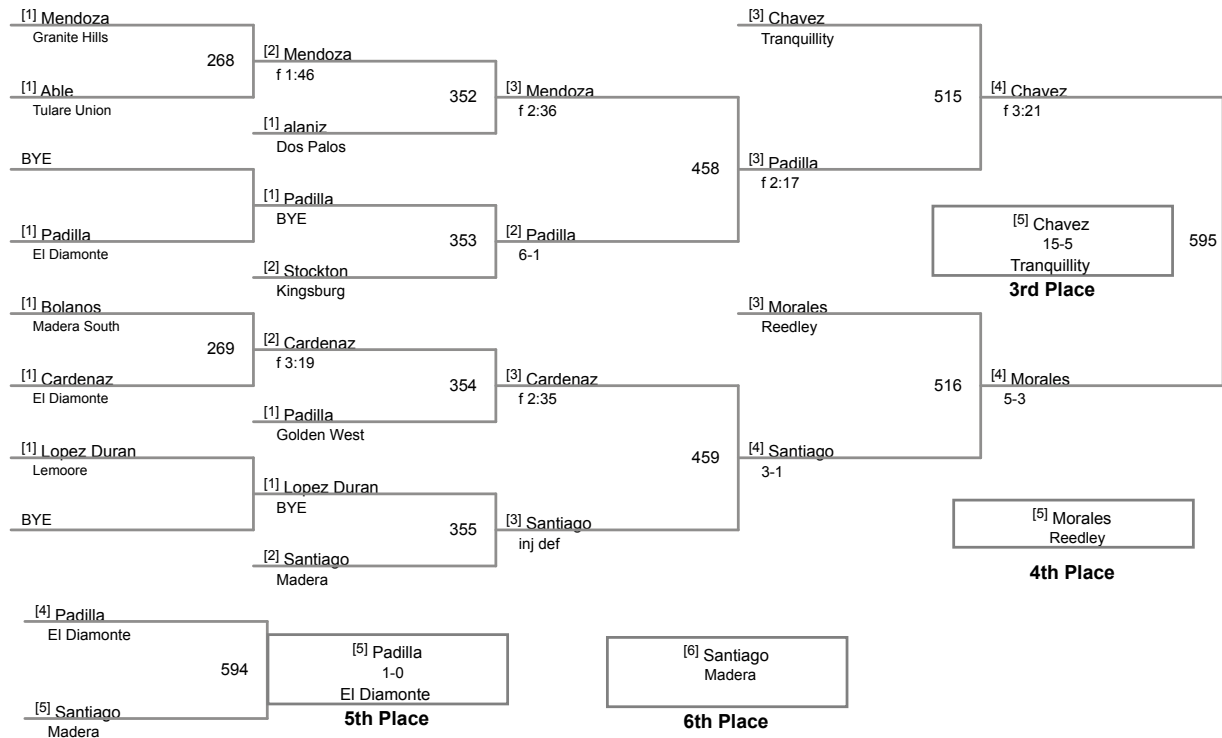 [1] Mendoza
Granite Hills
268
[1] Able
Tulare Union
BYE
[1] Padilla
El Diamonte
[1] Bolanos
Madera South
269
[1] Cardenaz
El Diamonte
[1] Lopez Duran
Lemoore
BYE
[2] Mendoza
f 1:46
352
[1] alaniz
Dos Palos
[1] Padilla
BYE
353
[2] Stockton
Kingsburg
[2] Cardenaz
f 3:19
354
[1] Padilla
Golden West
[1] Lopez Duran
BYE
355
[2] Santiago
Madera
[3] Mendoza
f 2:36
458
[2] Padilla
6-1
[3] Cardenaz
f 2:35
459
[3] Santiago
inj def
[3] Chavez
Tranquillity
515
[3] Padilla
f 2:17
[3] Morales
Reedley
516
[4] Santiago
3-1
[4] Chavez
f 3:21
595
[4] Morales
5-3
[5] Chavez
15-5
Tranquillity
3rd Place
[5] Morales
Reedley
4th Place
[4] Padilla
El Diamonte
594
[5] Santiago
Madera
[5] Padilla
1-0
El Diamonte
5th Place
[6] Santiago
Madera
6th Place